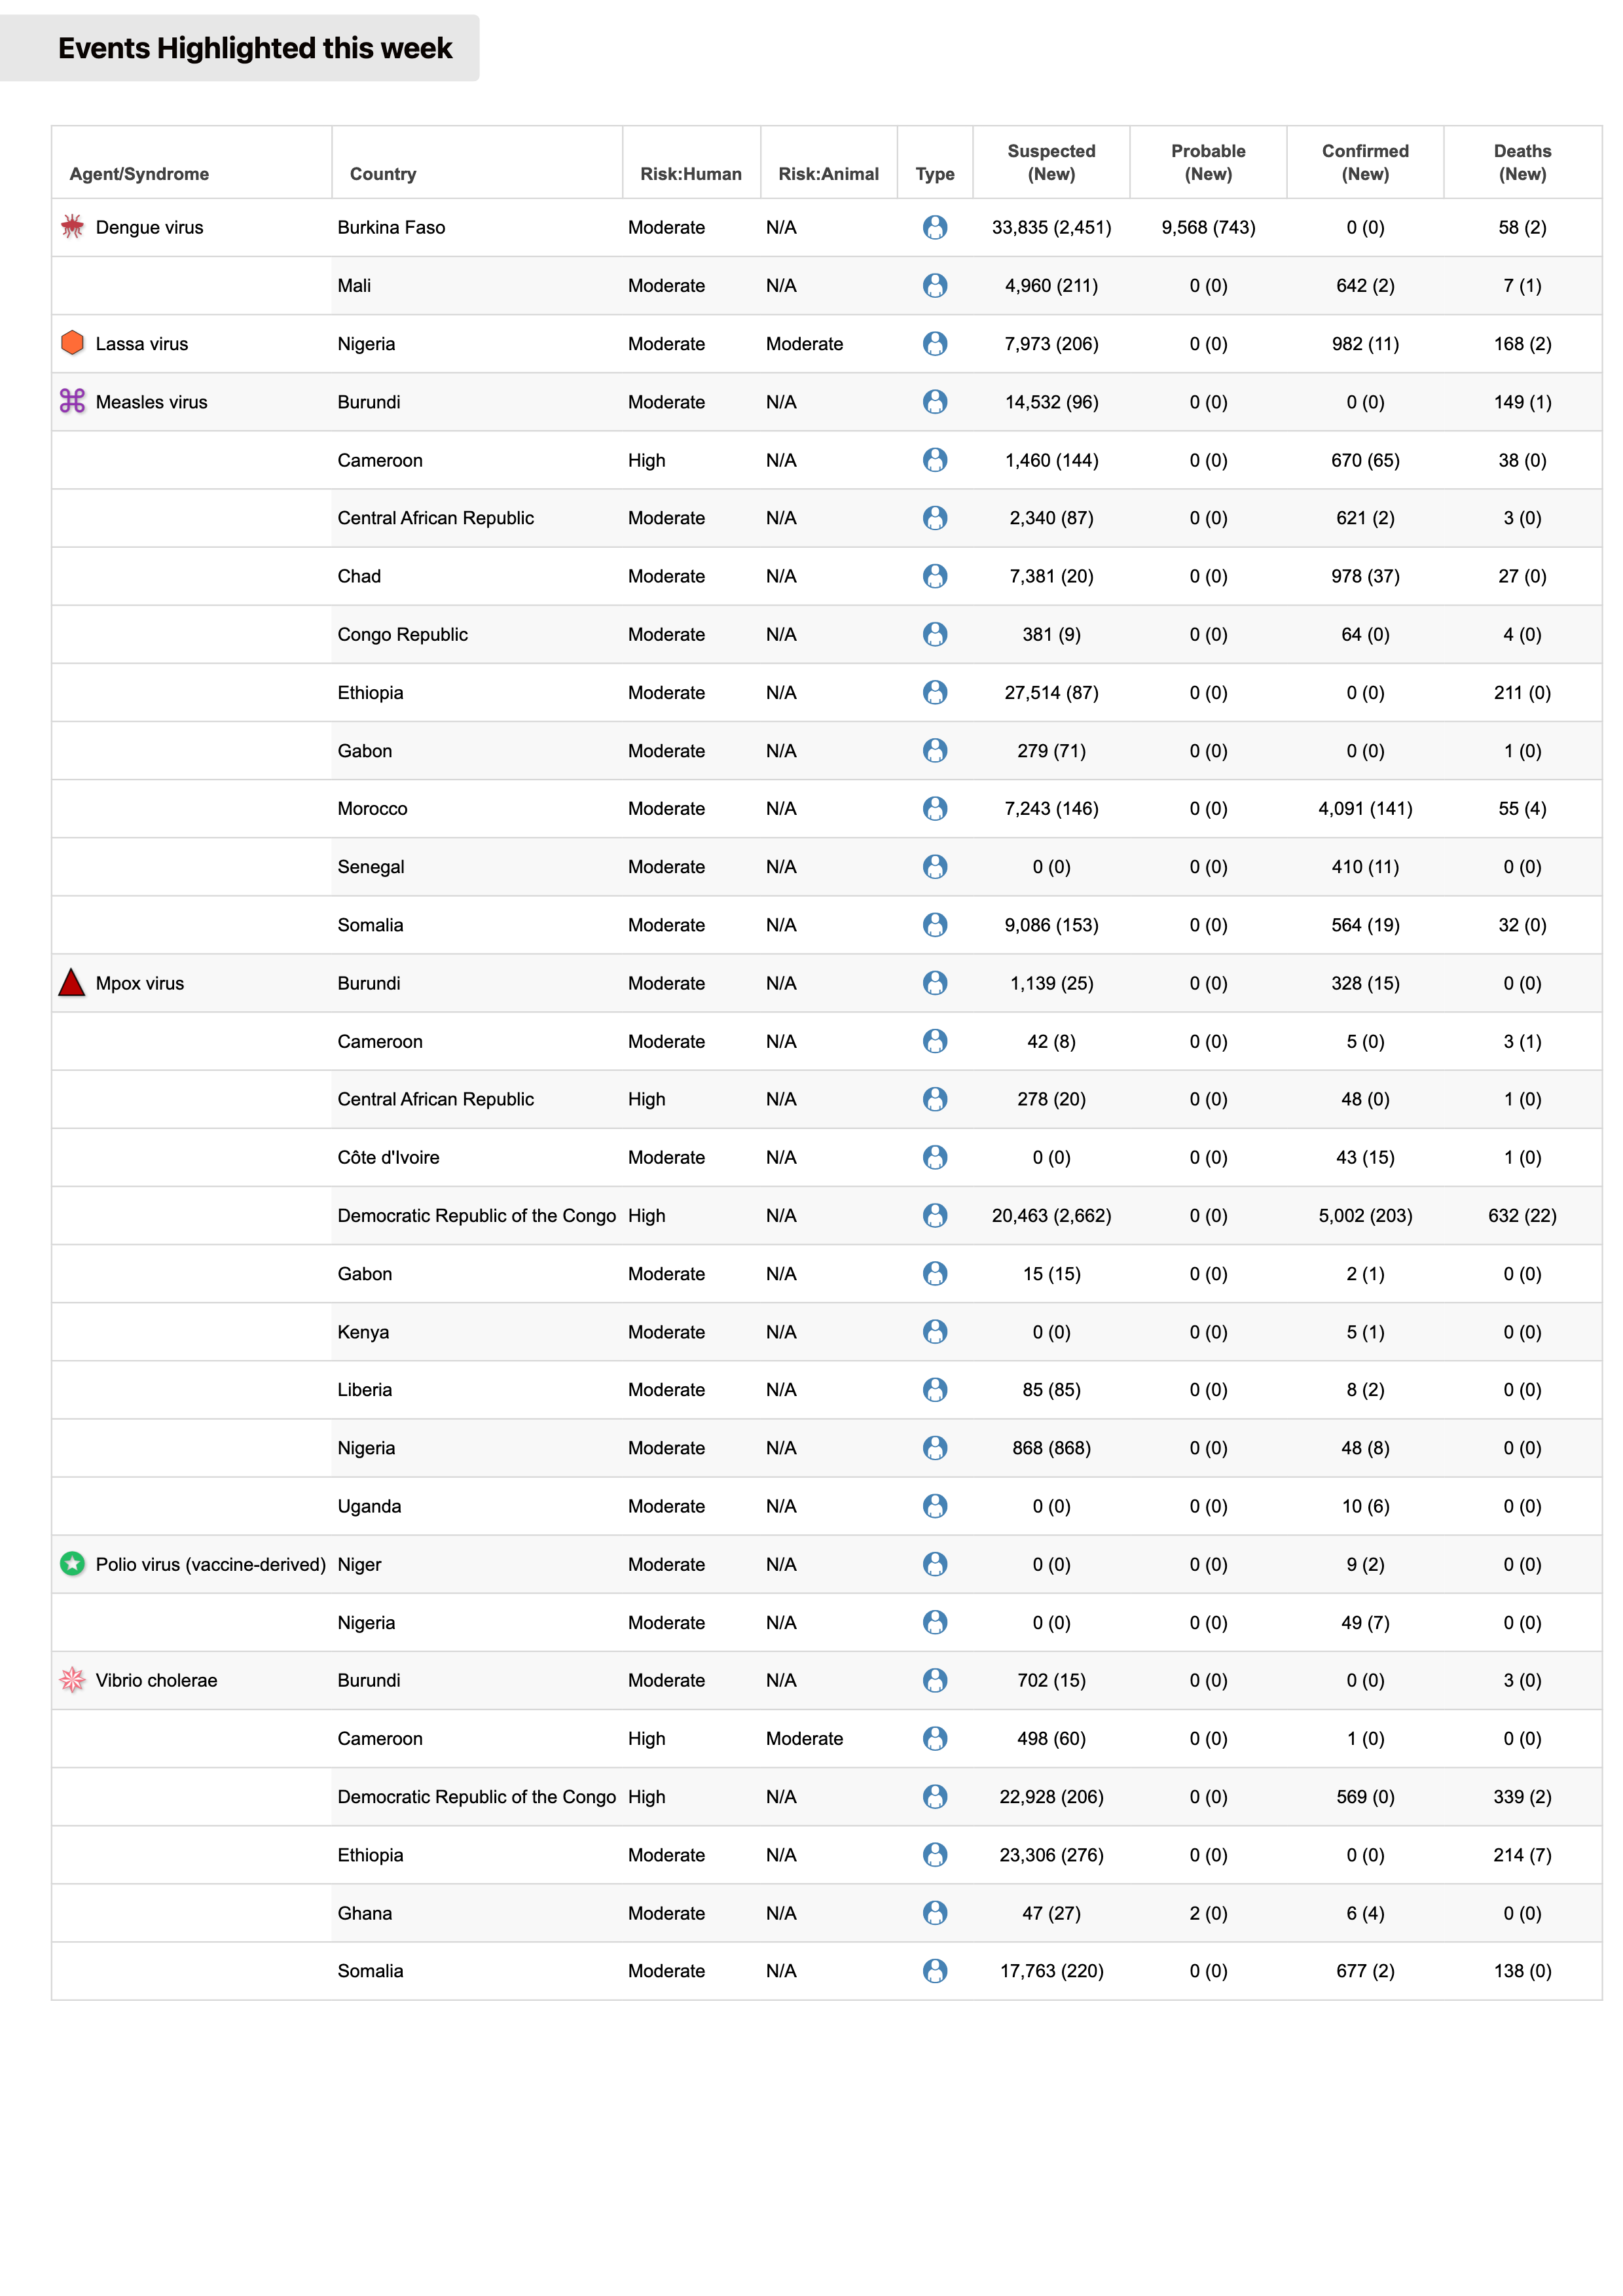 Events Highlighted this week
Agent/Syndrome Country Risk:Human Risk:Animal Type Suspected (New) Probable (New) Confirmed (New) Deaths (New)
Dengue virus Burkina Faso Moderate N/A 33,835 (2,451) 9,568 (743) 0 (0) 58 (2)
Mali Moderate N/A 4,960 (211) 0 (0) 642 (2) 7 (1)
Lassa virus Nigeria Moderate Moderate 7,973 (206) 0 (0) 982 (11) 168 (2)
Measles virus Burundi Moderate N/A 14,532 (96) 0 (0) 0 (0) 149 (1)
Cameroon High N/A 1,460 (144) 0 (0) 670 (65) 38 (0)
Central African Republic Moderate N/A 2,340 (87) 0 (0) 621 (2) 3 (0)
Chad Moderate N/A 7,381 (20) 0 (0) 978 (37) 27 (0)
Congo Republic Moderate N/A 381 (9) 0 (0) 64 (0) 4 (0)
Ethiopia Moderate N/A 27,514 (87) 0 (0) 0 (0) 211 (0)
Gabon Moderate N/A 279 (71) 0 (0) 0 (0) 1 (0)
Morocco Moderate N/A 7,243 (146) 0 (0) 4,091 (141) 55 (4)
Senegal Moderate N/A 0 (0) 0 (0) 410 (11) 0 (0)
Somalia Moderate N/A 9,086 (153) 0 (0) 564 (19) 32 (0)
Mpox virus Burundi Moderate N/A 1,139 (25) 0 (0) 328 (15) 0 (0)
Cameroon Moderate N/A 42 (8) 0 (0) 5 (0) 3 (1)
Central African Republic High N/A 278 (20) 0 (0) 48 (0) 1 (0)
Côte d'Ivoire Moderate N/A 0 (0) 0 (0) 43 (15) 1 (0)
Democratic Republic of the Congo High N/A 20,463 (2,662) 0 (0) 5,002 (203) 632 (22)
Gabon Moderate N/A 15 (15) 0 (0) 2 (1) 0 (0)
Kenya Moderate N/A 0 (0) 0 (0) 5 (1) 0 (0)
Liberia Moderate N/A 85 (85) 0 (0) 8 (2) 0 (0)
Nigeria Moderate N/A 868 (868) 0 (0) 48 (8) 0 (0)
Uganda Moderate N/A 0 (0) 0 (0) 10 (6) 0 (0)
Polio virus (vaccine-derived) Niger Moderate N/A 0 (0) 0 (0) 9 (2) 0 (0)
Nigeria Moderate N/A 0 (0) 0 (0) 49 (7) 0 (0)
Vibrio cholerae Burundi Moderate N/A 702 (15) 0 (0) 0 (0) 3 (0)
Cameroon High Moderate 498 (60) 0 (0) 1 (0) 0 (0)
Democratic Republic of the Congo High N/A 22,928 (206) 0 (0) 569 (0) 339 (2)
Ethiopia Moderate N/A 23,306 (276) 0 (0) 0 (0) 214 (7)
Ghana Moderate N/A 47 (27) 2 (0) 6 (4) 0 (0)
Somalia Moderate N/A 17,763 (220) 0 (0) 677 (2) 138 (0)